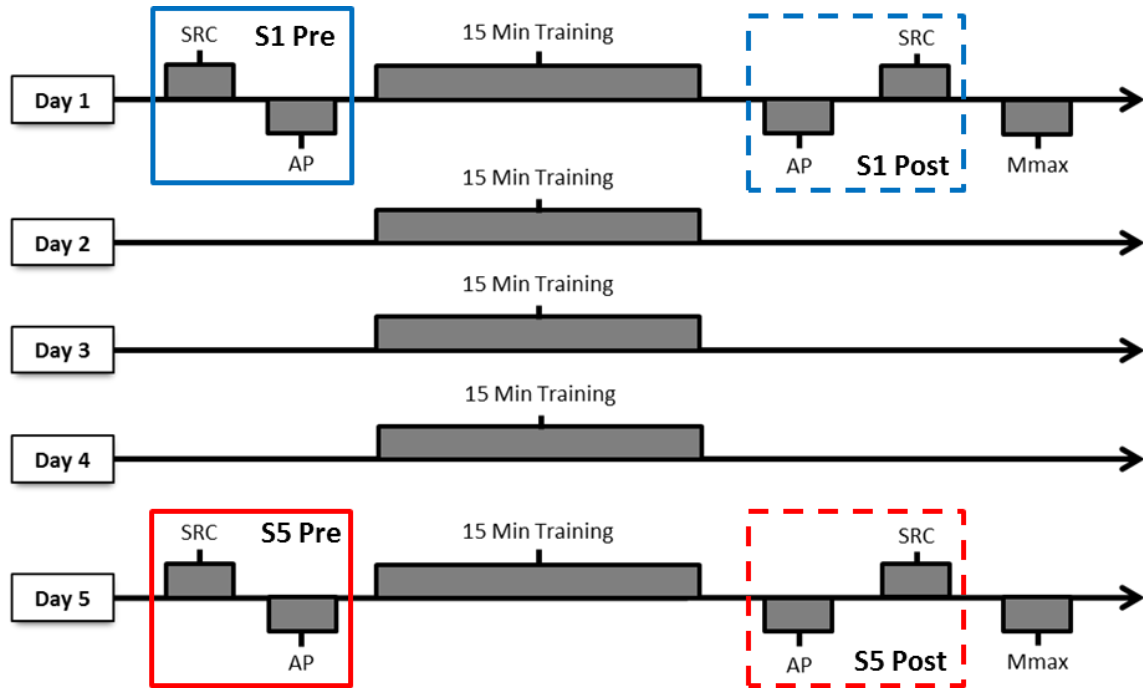 SRC
S1 Pre
15 Min Training
SRC
Day 1
AP
AP
S1 Post
Mmax
15 Min Training
Day 2
15 Min Training
Day 3
15 Min Training
Day 4
SRC
S5 Pre
15 Min Training
SRC
Day 5
AP
AP
S5 Post
Mmax